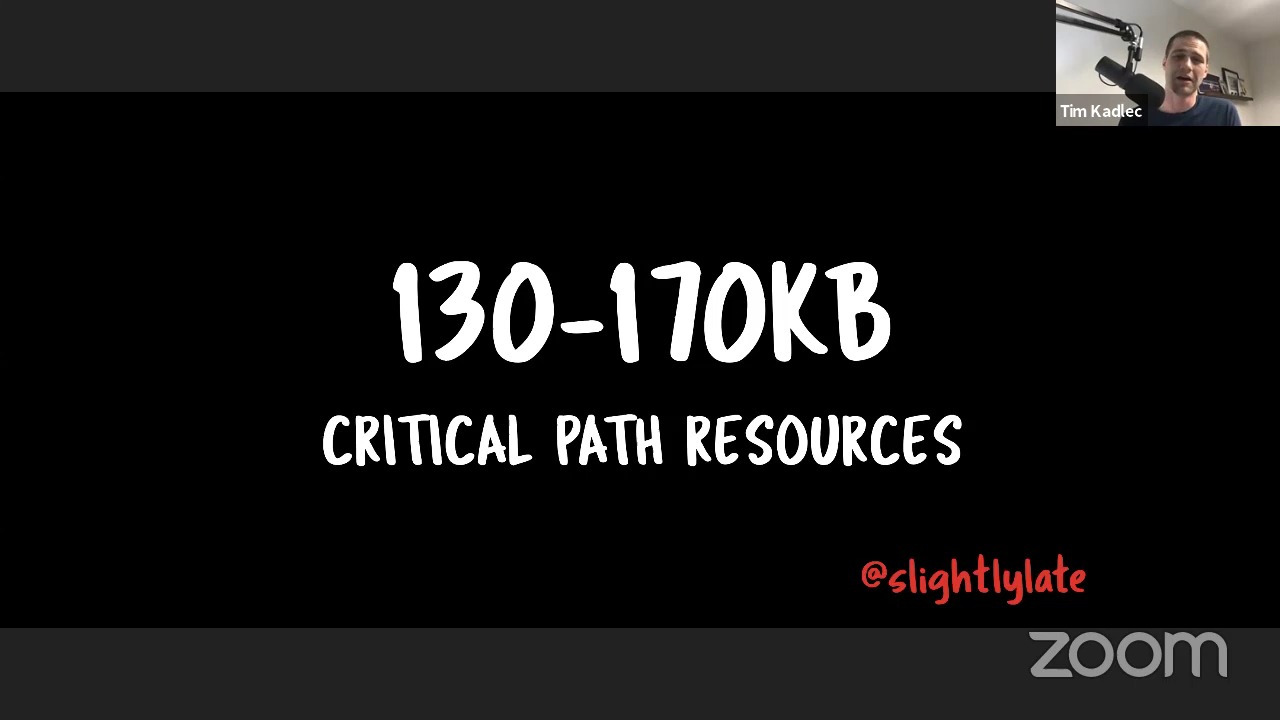 Tim Kadlec
130-170KB
CRITICAL PATH RESOURCES
@slightlylate
zoom